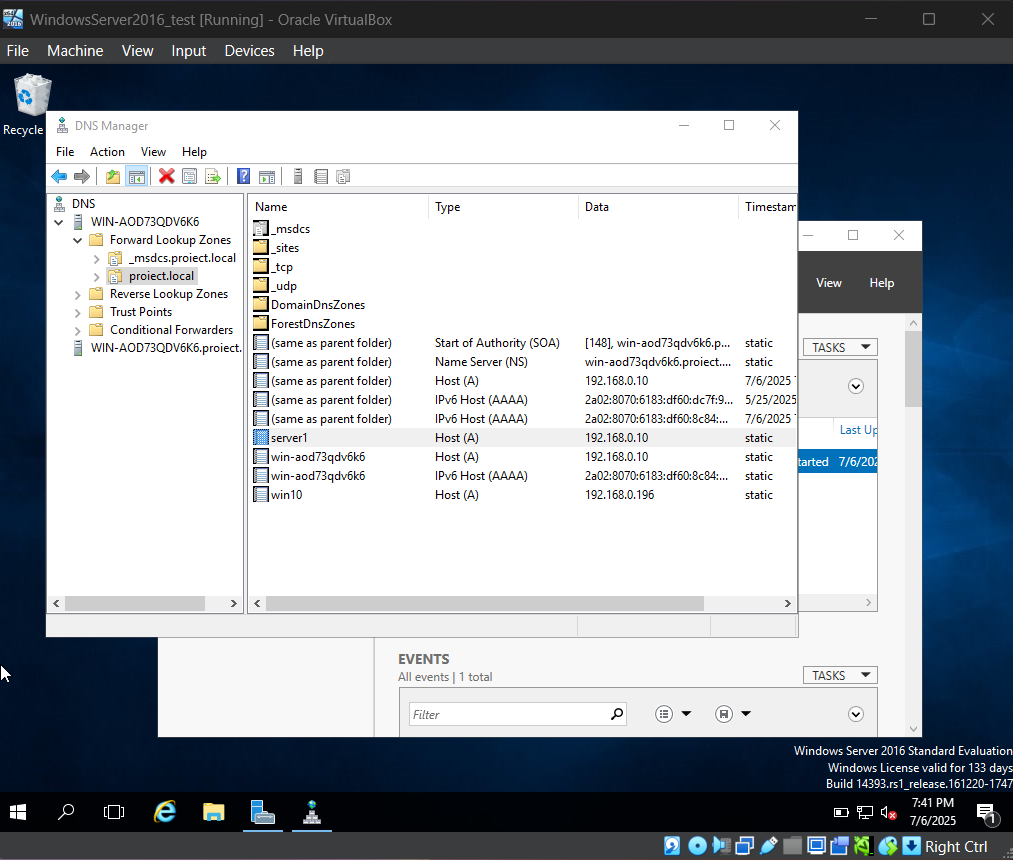 WindowsServer2016_test [Running] - Oracle VirtualBox
File Machine View Input Devices Help
Recycle
DNS Manager
File Action View Help
DNS
WIN-AOD73QDV6K6
Forward Lookup Zones
_msdcs.proiect.local
proiect.local
Reverse Lookup Zones
Trust Points
Conditional Forwarders
WIN-AOD73QDV6K6.proiect.
Name Type Data Timestam
_msdcs
_sites
_tcp
_udp
DomainDnsZones
ForestDnsZones
(same as parent folder) Start of Authority (SOA) [148], win-aod73qdv6k6.p... static
(same as parent folder) Name Server (NS) win-aod73qdv6k6.proiect.... static
(same as parent folder) Host (A) 192.168.0.10 7/6/2025
(same as parent folder) IPv6 Host (AAAA) 2a02:8070:6183:df60:dc7f:9... 5/25/2025
(same as parent folder) IPv6 Host (AAAA) 2a02:8070:6183:df60:8c84:... 7/6/2025
server1 Host (A) 192.168.0.10 static
win-aod73qdv6k6 Host (A) 192.168.0.10 static
win-aod73qdv6k6 IPv6 Host (AAAA) 2a02:8070:6183:df60:8c84:... static
win10 Host (A) 192.168.0.196 static
View Help
TASKS
Last Up
tarted 7/6/202
EVENTS
All events | 1 total
TASKS
Filter
Windows Server 2016 Standard Evaluation
Windows License valid for 133 days
Build 14393.rs1_release.161220-1747
7:41 PM
7/6/2025
1
Right Ctrl